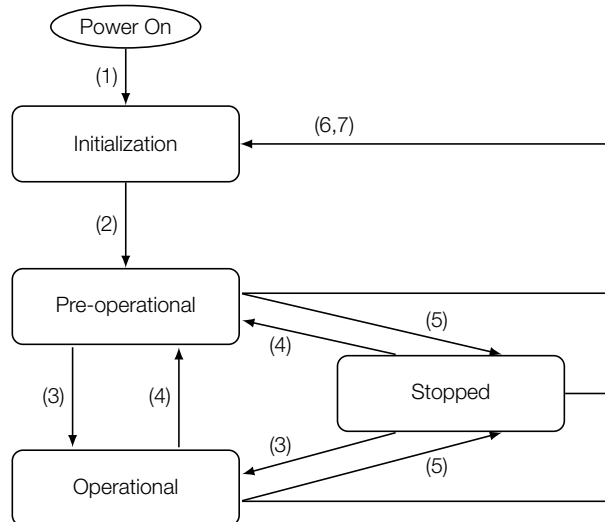 Power On
(1)
(6,7)
Initialization
(2)
Pre-operational
(5)
(4)
(3)
(4)
Stopped
(3)
(5)
Operational